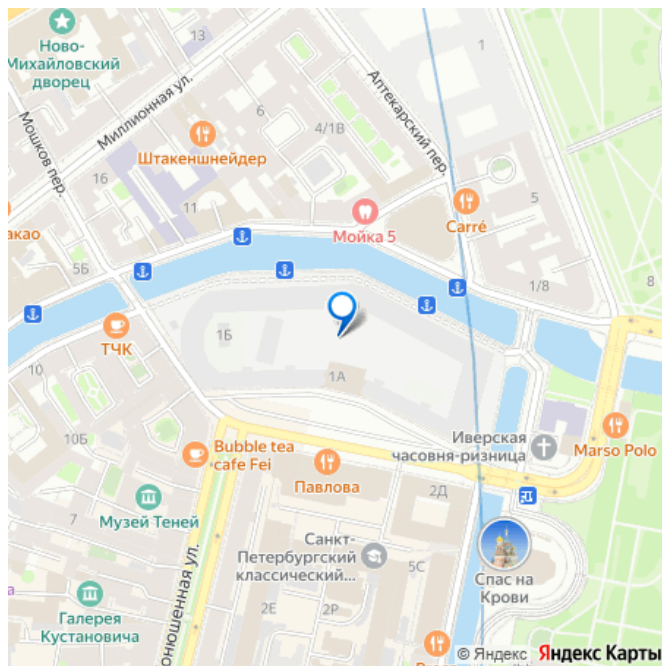 13
1
Ново-
Михайловский
дворец
Миллионная ул.
Аптекарский пер.
6
4/1В
Мошков пер.
Штакеншнейдер
16
11
5
Carré
Мойка 5
акао
5Б
8
1/8
1Б
ТЧК
10
1А
10Б
Bubble tea
cafe Fei
Иверская
часовня-ризница
Marso Polo
Павлова
2Д
Музей Теней
Санкт-
Петербургский
классический...
5С
Спас на
Крови
а
Галерея
Кустановича
2Е
2Р
онюшенная ул.
© Яндекс Яндекс Карты